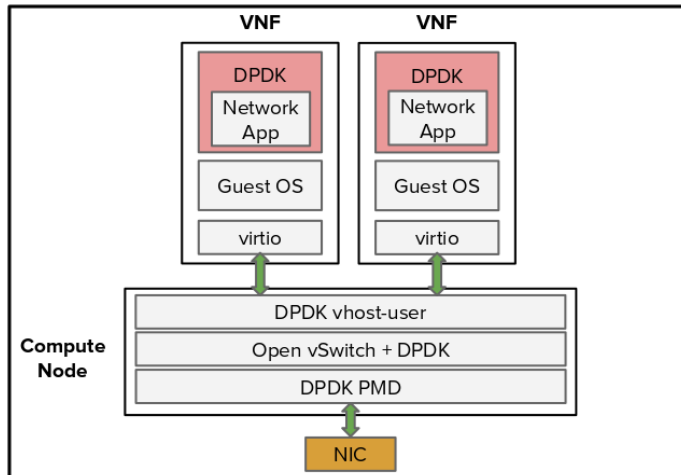 VNF
VNF
DPDK
Network
App
Guest OS
virtio
DPDK
Network
App
Guest OS
virtio
Compute
Node
DPDK vhost-user
Open vSwitch + DPDK
DPDK PMD
NIC